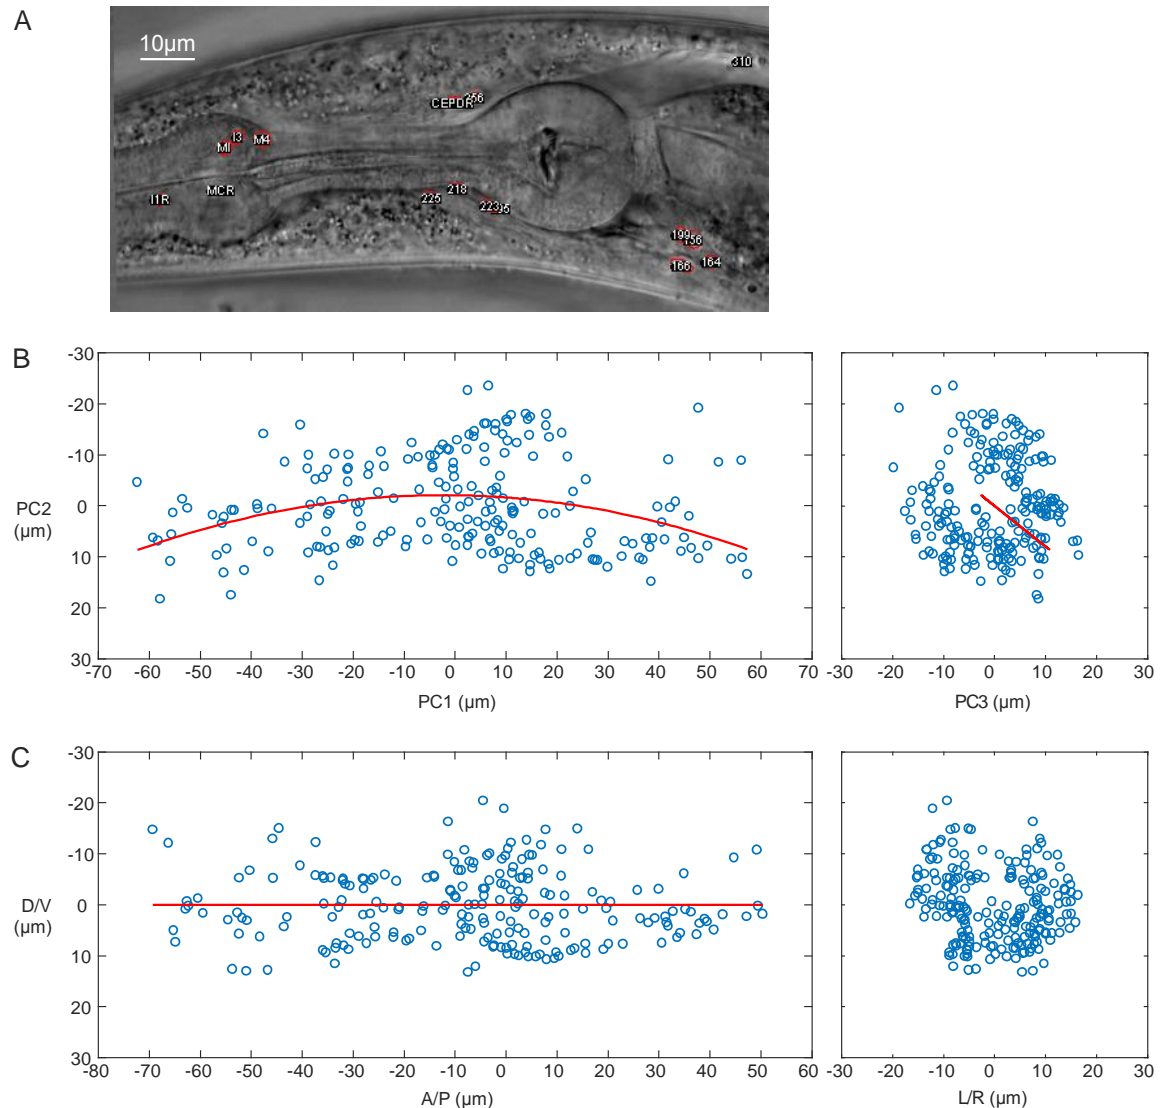 A
10µm
310
CEPDR 256
I3
MI M4
I1R MCR
225 218
223
199 156
166 164
B
-30
-20
-10
0
10
20
30
PC2
(µm)
-70 -60 -50 -40 -30 -20 -10 0 10 20 30 40 50 60 70
PC1 (µm)
-30 -20 -10 0 10 20 30
PC3 (µm)
C
-30
-20
-10
0
10
20
30
D/V
(µm)
-80 -70 -60 -50 -40 -30 -20 -10 0 10 20 30 40 50 60
A/P (µm)
-30 -20 -10 0 10 20 30
L/R (µm)